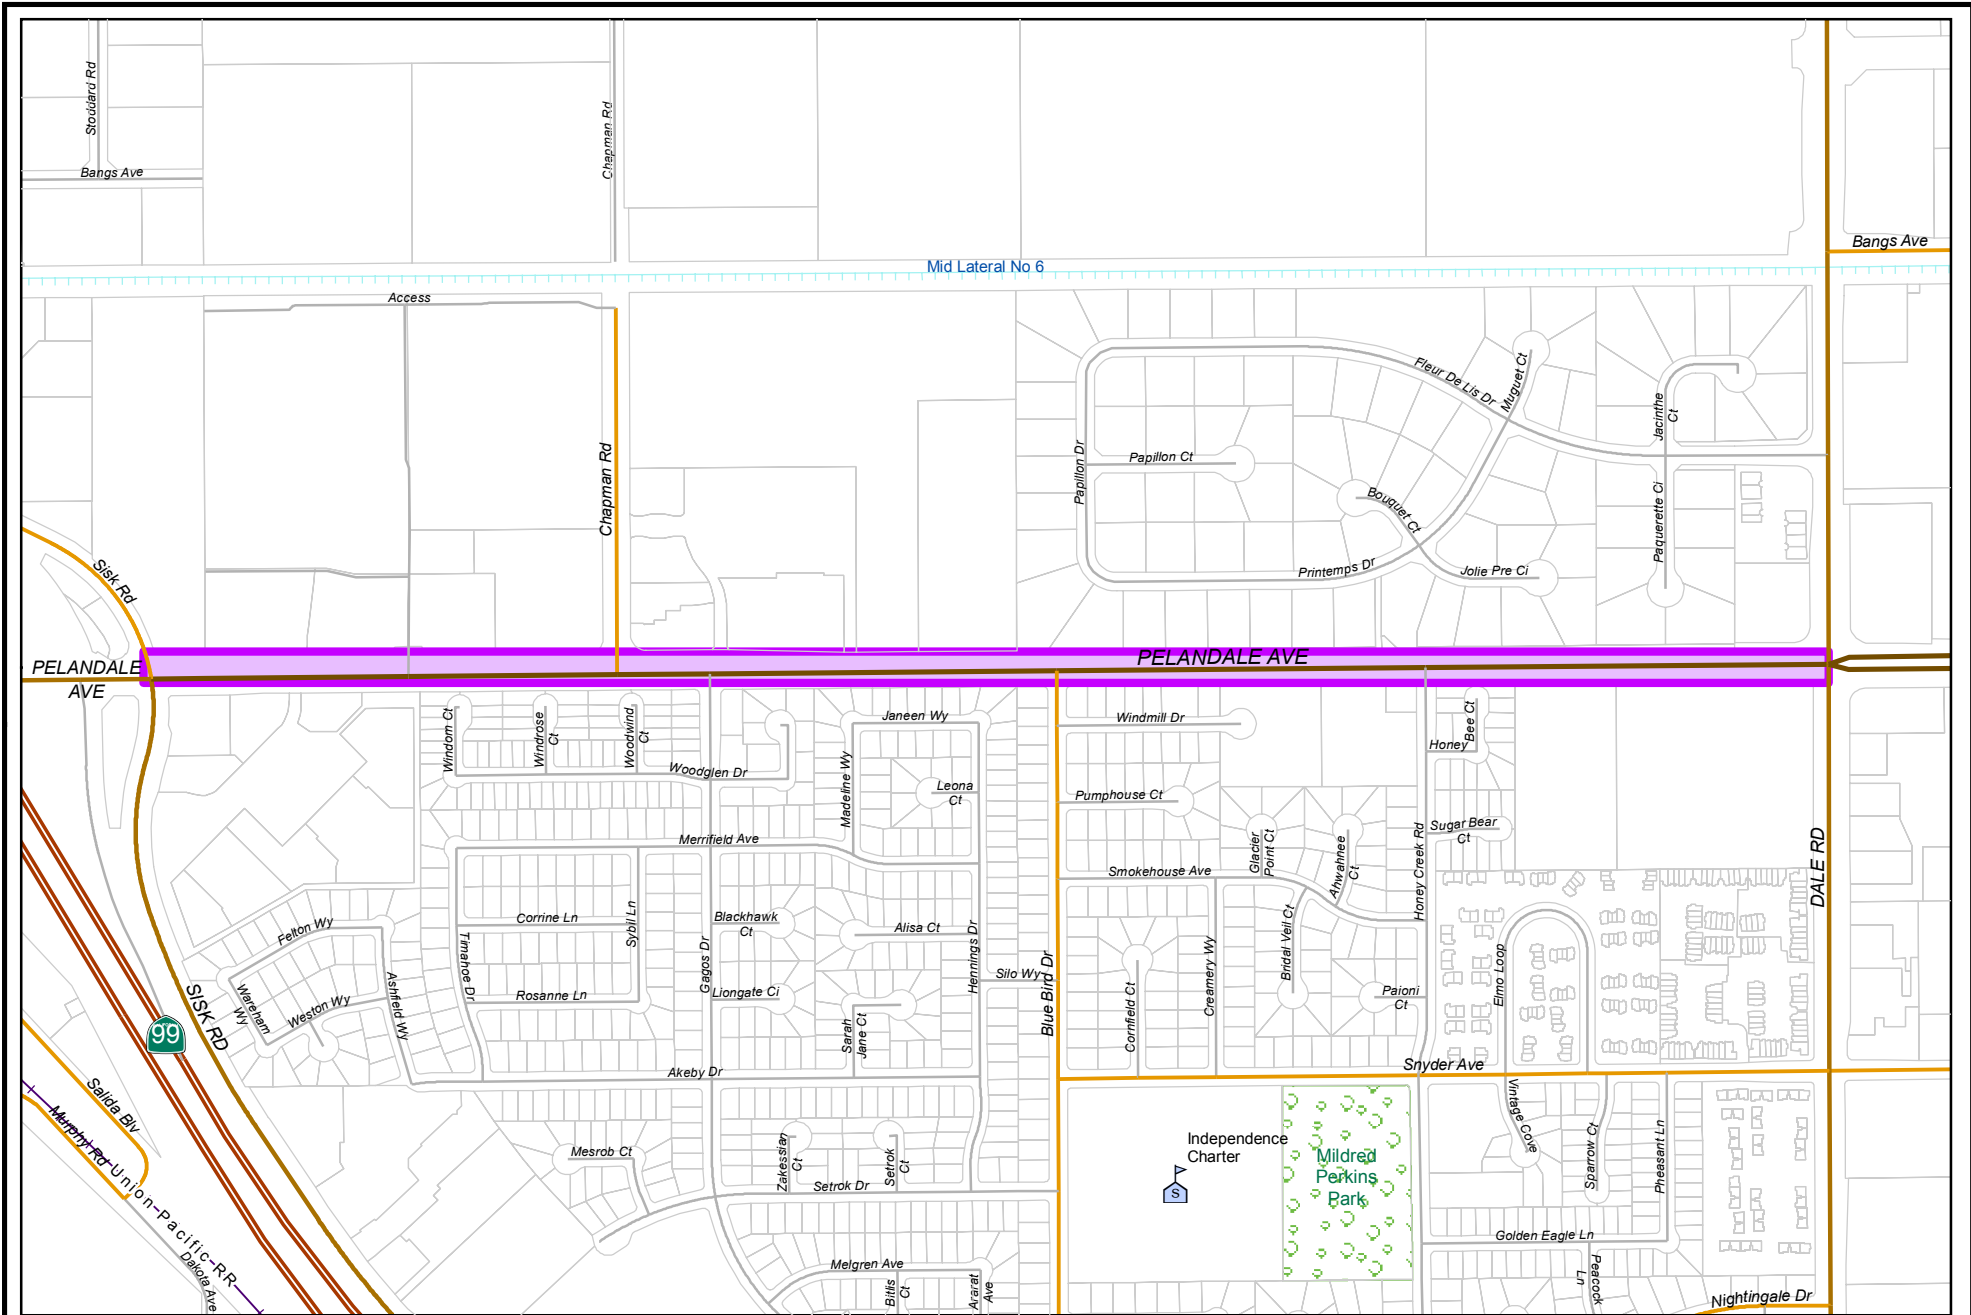 Stoddard Rd
Chapman Rd
Bangs Ave
Bangs Ave
Mid Lateral No 6
Access
Fleur De Lis Dr
Muguet Ct
Jacinthe
Ct
Chapman Rd
Papillon Dr
Papillon Ct
Bouquet Ct
Paquerette Ci
Sisk Rd
Printemps Dr
Jolie Pre Ci
PELANDALE
AVE
PELANDALE AVE
Windom Ct
Windrose
Ct
Woodwind
Ct
Janeen Wy
Windmill Dr
Honey
Bee Ct
Woodglen Dr
Madeline Wy
Leona
Ct
Pumphouse Ct
Merrifield Ave
Glacier
Point Ct
Ahwahnee
Ct
Honey Creek Rd
Sugar Bear
Ct
DALE RD
Smokehouse Ave
Felton Wy
Timahoe Dr
Corrine Ln
Sybil Ln
Blackhawk
Ct
Alisa Ct
Hennings Dr
Gagos Dr
Silo Wy
Blue Bird Dr
Creamery Wy
Bridal Veil Ct
Elmo Loop
Wareham
Wy
Weston Wy
Ashfield Wy
Rosanne Ln
Liongate Ci
Sarah
Jane Ct
Cornfield Ct
Paioni
Ct
SISK RD
99
Akeby Dr
Snyder Ave
Salida Blv
Murphy Rd
Union Pacific RR
Dakota Ave
Mesrob Ct
Zakessian
Ct
Setrok
Ct
Setrok Dr
Independence
Charter
S
Mildred
Perkins
Park
Vintage Cove
Sparrow Ct
Pheasant Ln
Golden Eagle Ln
Melgren Ave
Bitlis
Ct
Ararat
Ave
Peacock
Ln
Nightingale Dr